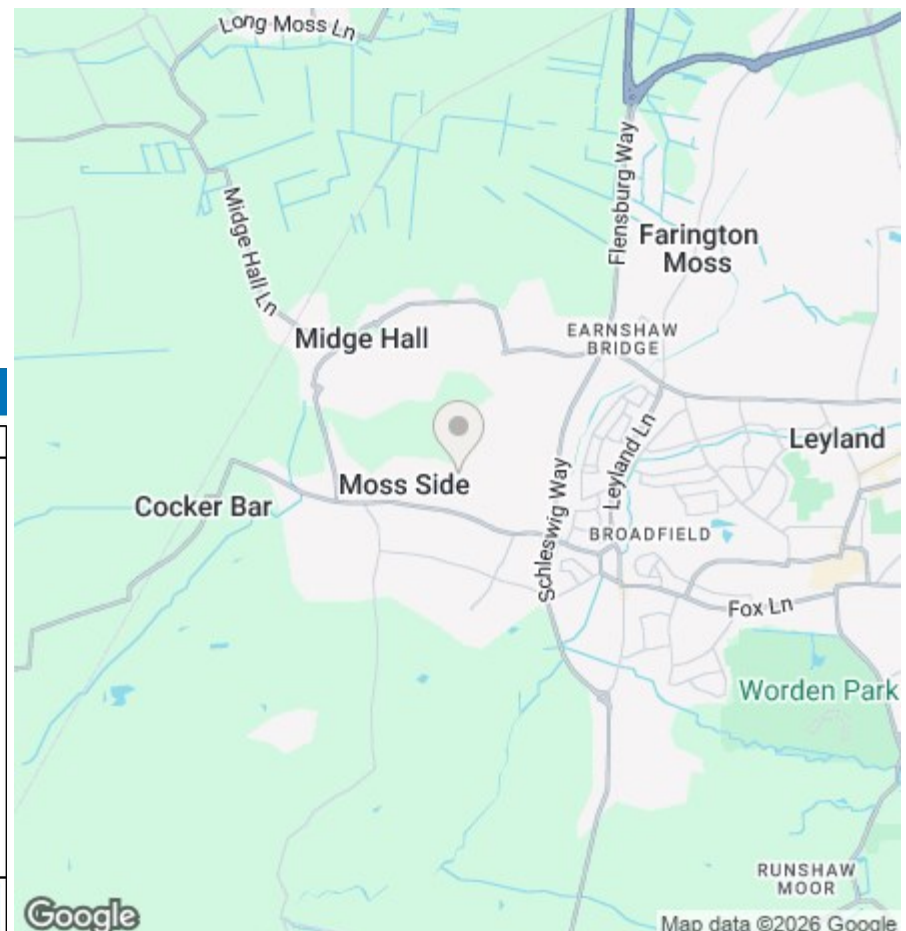 Long Moss Ln
Flensburg Way
Midge Hall Ln
Farington
Moss
Midge Hall
EARNSHAW
BRIDGE
Leyland Ln
Leyland
Moss Side
Cocker Bar
Schleswig Way
BROADFIELD
Fox Ln
Worden Park
RUNSHAW
MOOR
Google
Map data ©2026 Google